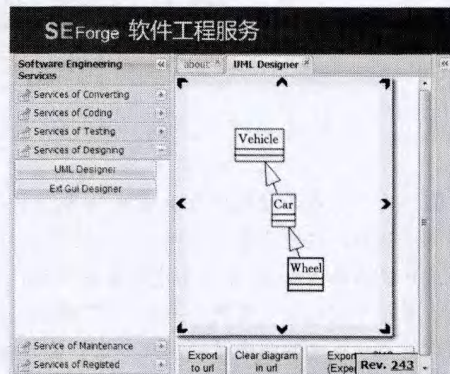 SEForge 软件工程服务
Software Engineering Services
about
UML Designer
Services of Converting
Services of Coding
Services of Testing
Services of Designing
UML Designer
Ext Gui Designer
Vehicle
Car
Wheel
Service of Maintenance
Services of Registed
Export to url
Clear diagram in url
Export
(Expe
Rev. 243